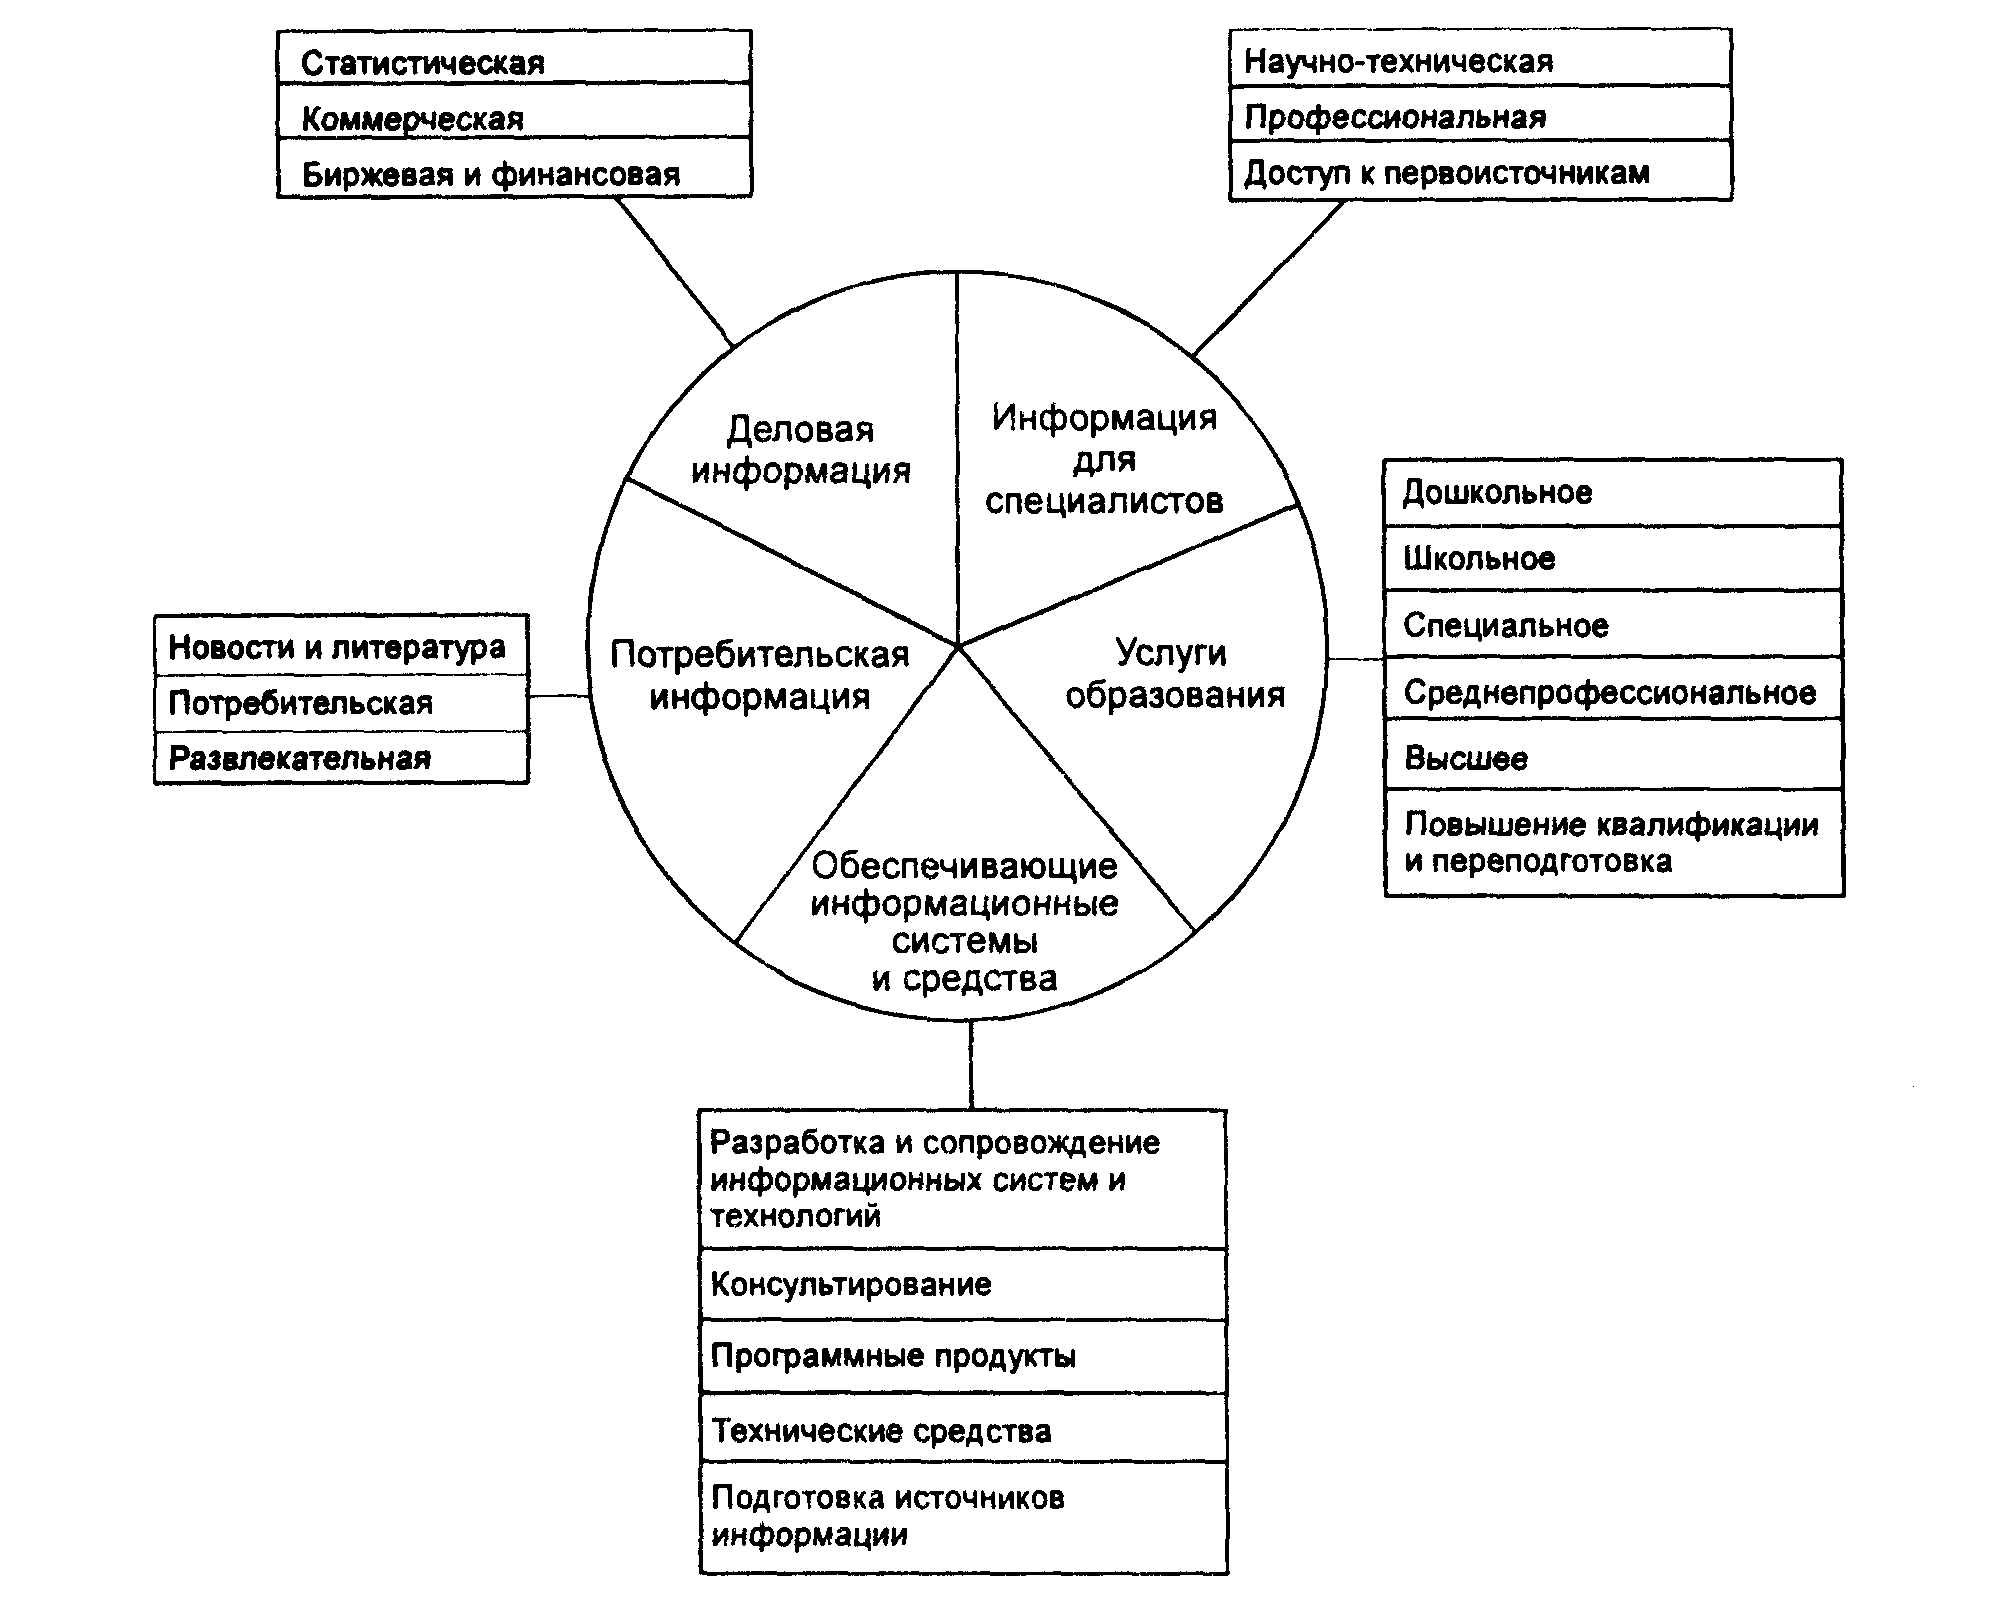 Статистическая
Коммерческая
Биржевая и финансовая
Научно-техническая
Профессиональная
Доступ к первоисточникам
Деловая
информация
Информация
для
специалистов
Дошкольное
Школьное
Специальное
Среднепрофессиональное
Высшее
Повышение квалификации
и переподготовка
Новости и литература
Потребительская
Развлекательная
Потребительская
информация
Услуги
образования
Обеспечивающие
информационные
системы
и средства
Разработка и сопровождение
информационных систем и
технологий
Консультирование
Программные продукты
Технические средства
Подготовка источников
информации